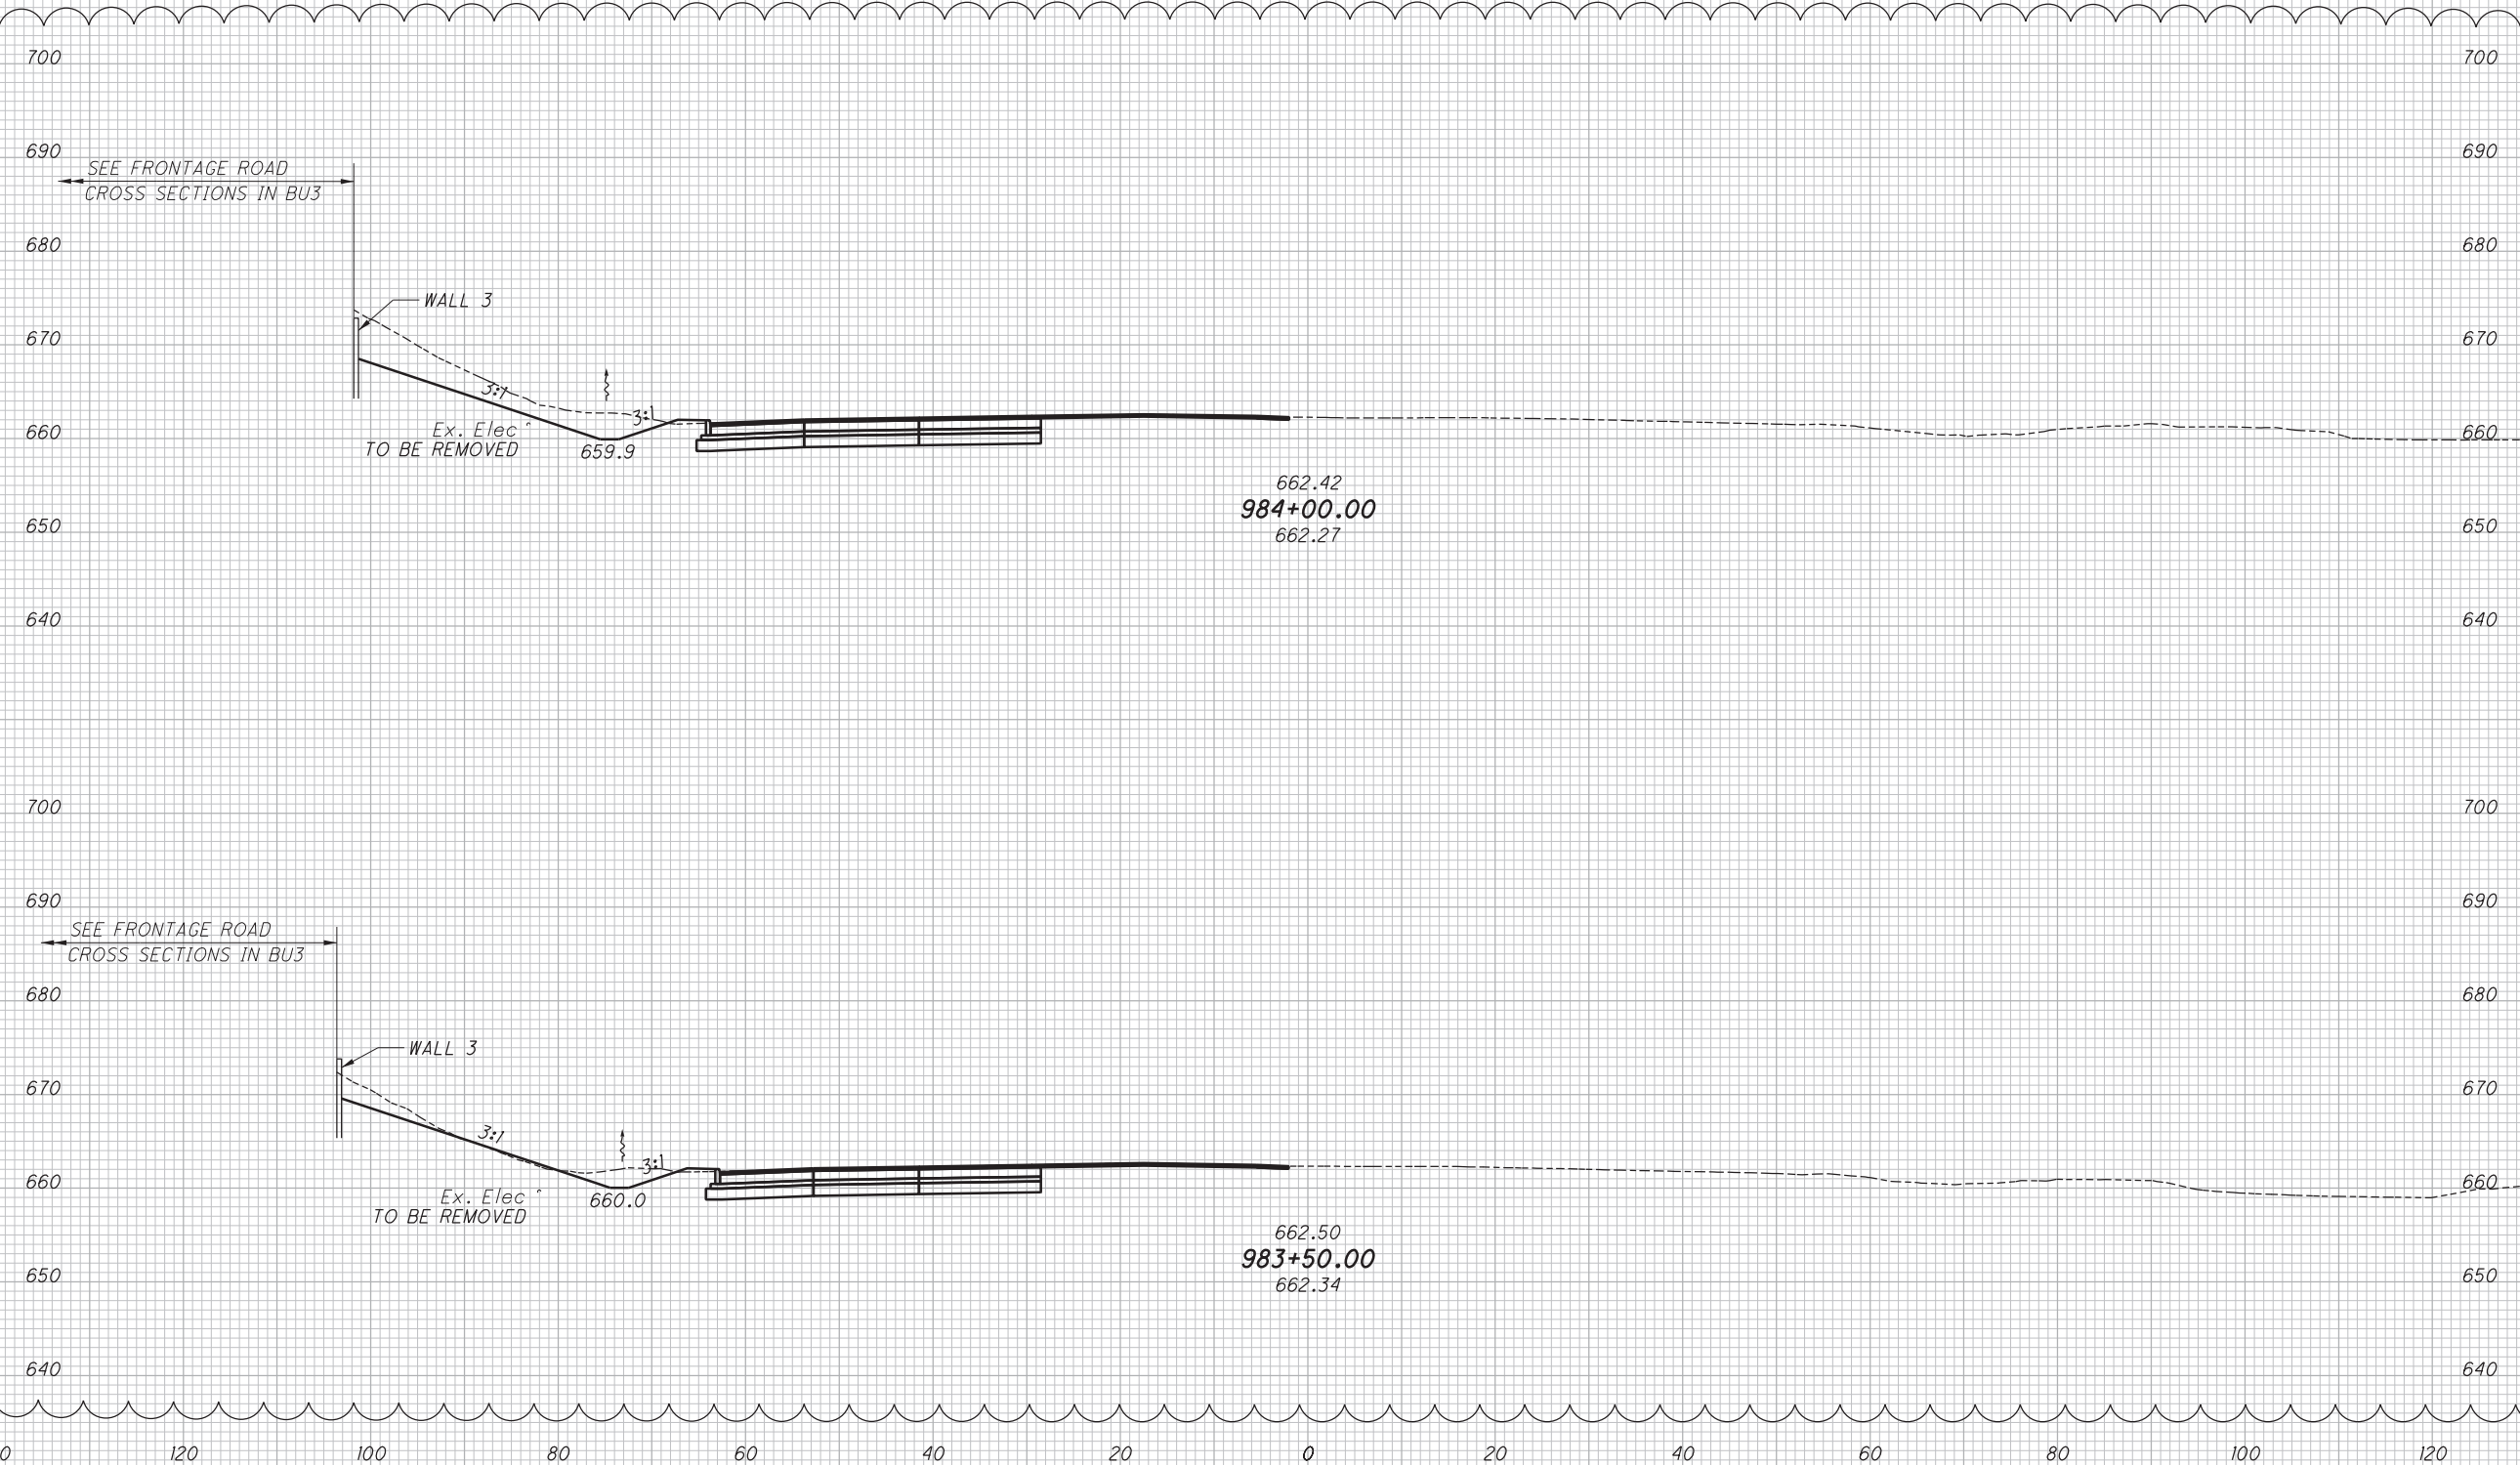 700 700
690 690
SEE FRONTAGE ROAD
CROSS SECTIONS IN BU3
680 680
WALL 3
670 670
3:1
3:1
660 Ex. Elec 660
TO BE REMOVED 659.9
662.42
984+00.00
650 662.27 650
640 640
700 700
690 690
SEE FRONTAGE ROAD
CROSS SECTIONS IN BU3
680 680
WALL 3
670 670
3:1
3:1
660 660
Ex. Elec 660.0
TO BE REMOVED
662.50
983+50.00
650 662.34 650
640 640
0 120 100 80 60 40 20 0 20 40 60 80 100 120